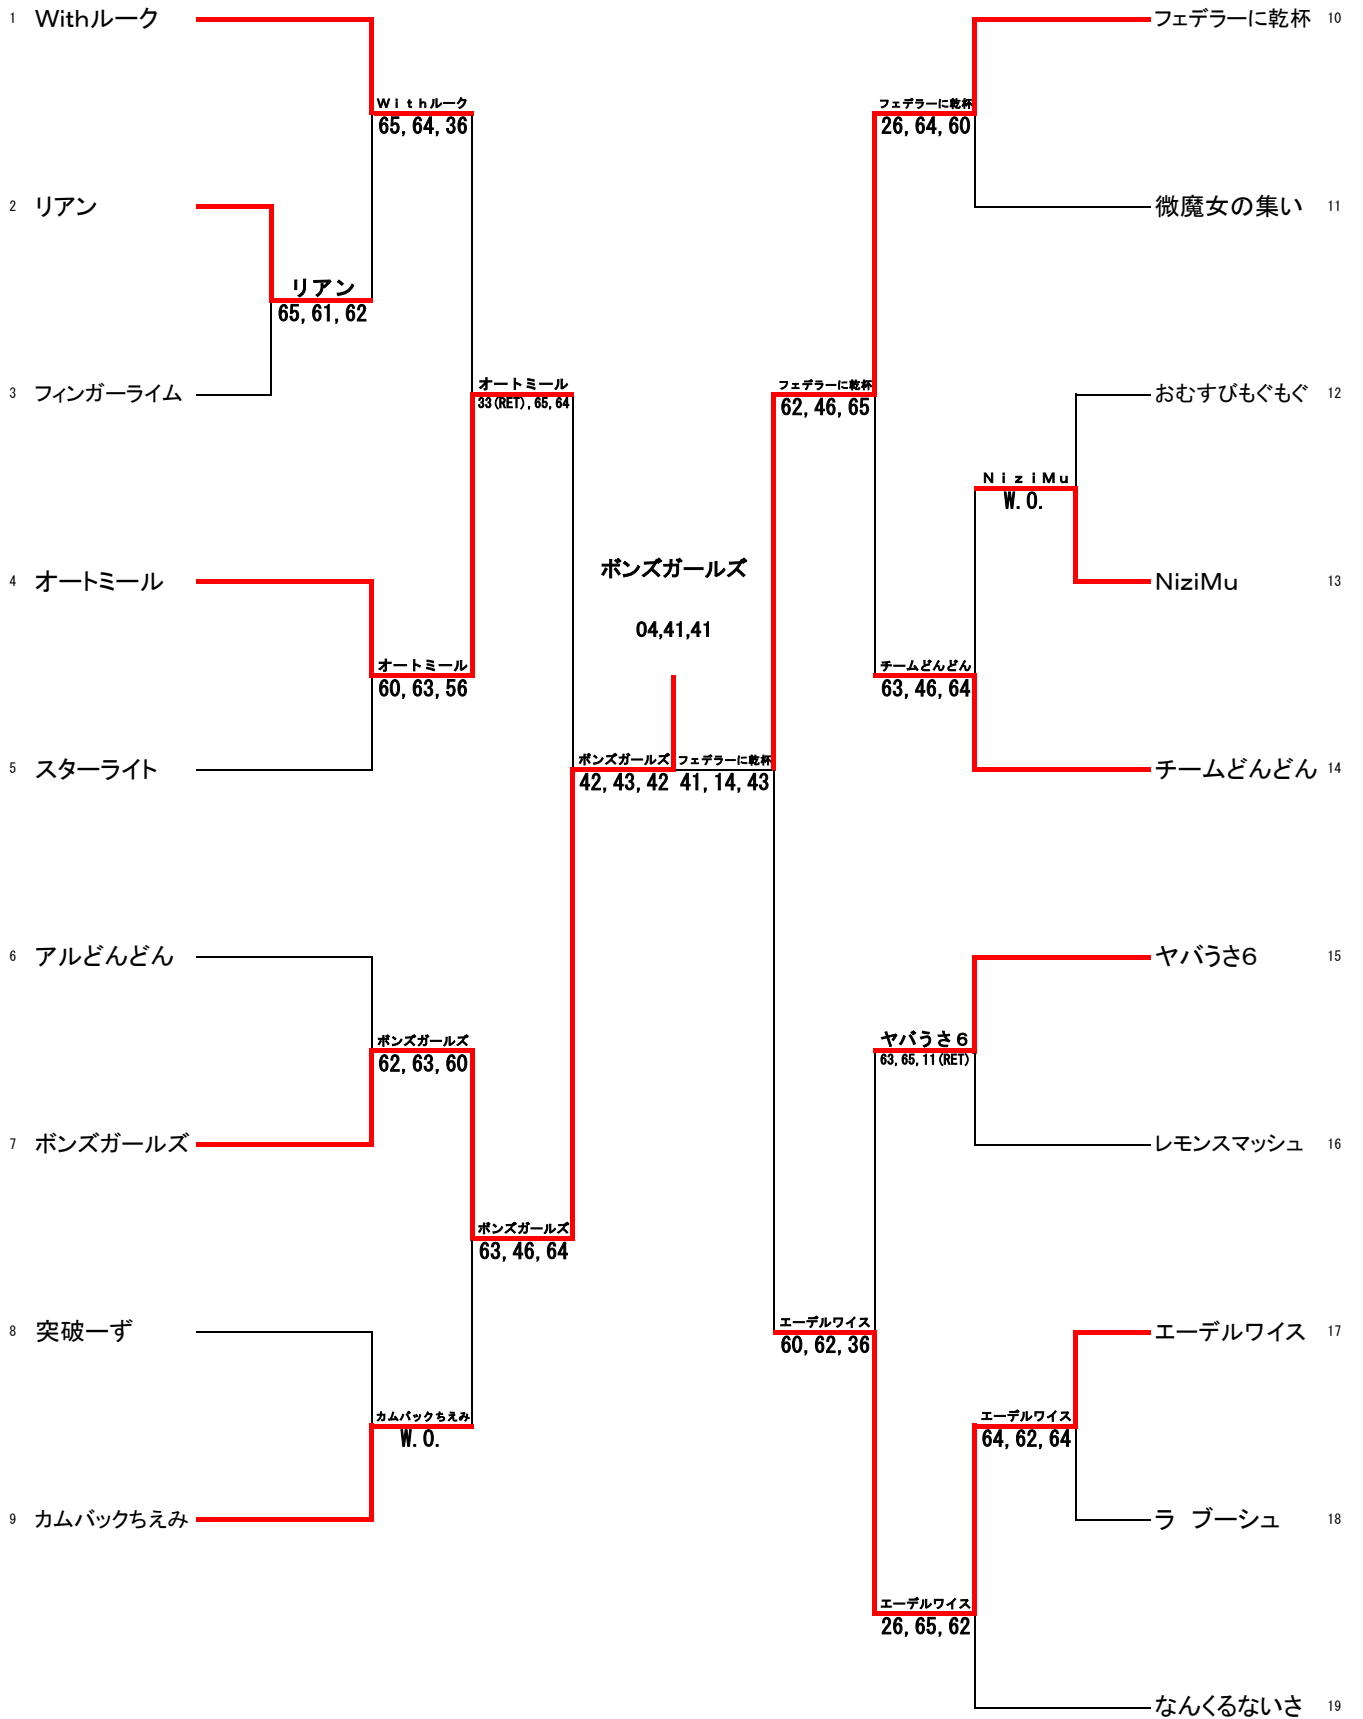 1 Withルーク
Withルーク
65, 64, 36
2 リアン
リアン
65, 61, 62
3 フィンガーライム
オートミール
33(RET), 65, 64
4 オートミール
オートミール
60, 63, 56
5 スターライト
6 アルどんどん
ボンズガールズ
62, 63, 60
7 ボンズガールズ
ボンズガールズ
63, 46, 64
8 突破ーず
カムバックちえみ
W.O.
9 カムバックちえみ
ボンズガールズ
42, 43, 42
ボンズガールズ
04,41,41
フェデラーに乾杯
41, 14, 43
フェデラーに乾杯 10
フェデラーに乾杯
26, 64, 60
微魔女の集い 11
フェデラーに乾杯
62, 46, 65
おむすびもぐもぐ 12
NiziMu
W.O.
NiziMu 13
チームどんどん
63, 46, 64
チームどんどん 14
ヤバうさ6 15
ヤバうさ6
63, 65, 11(RET)
レモンスマッシュ 16
エーデルワイス
60, 62, 36
エーデルワイス 17
エーデルワイス
64, 62, 64
ラ ブーシュ 18
エーデルワイス
26, 65, 62
なんくるないさ 19